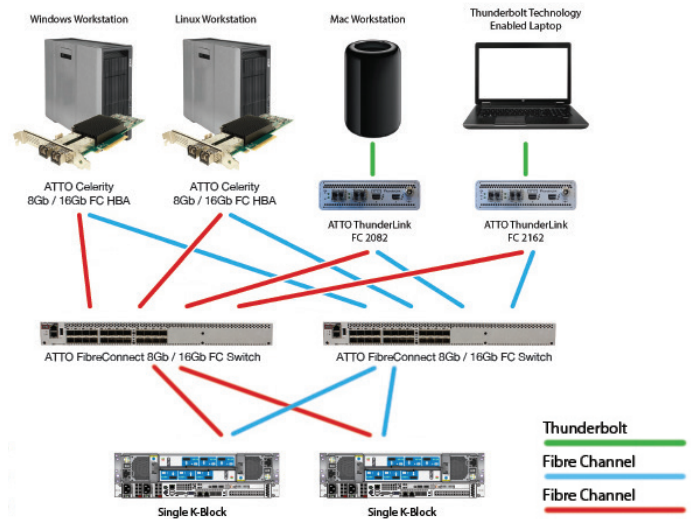 Windows Workstation
Linux Workstation
Mac Workstation
Thunderbolt Technology
Enabled Laptop
ATTO Celerity
8Gb / 16Gb FC HBA
ATTO Celerity
8Gb / 16Gb FC HBA
ATTO ThunderLink
FC 2082
ATTO ThunderLink
FC 2162
ATTO FibreConnect 8Gb / 16Gb FC Switch
ATTO FibreConnect 8Gb / 16Gb FC Switch
Single K-Block
Single K-Block
Thunderbolt
Fibre Channel
Fibre Channel